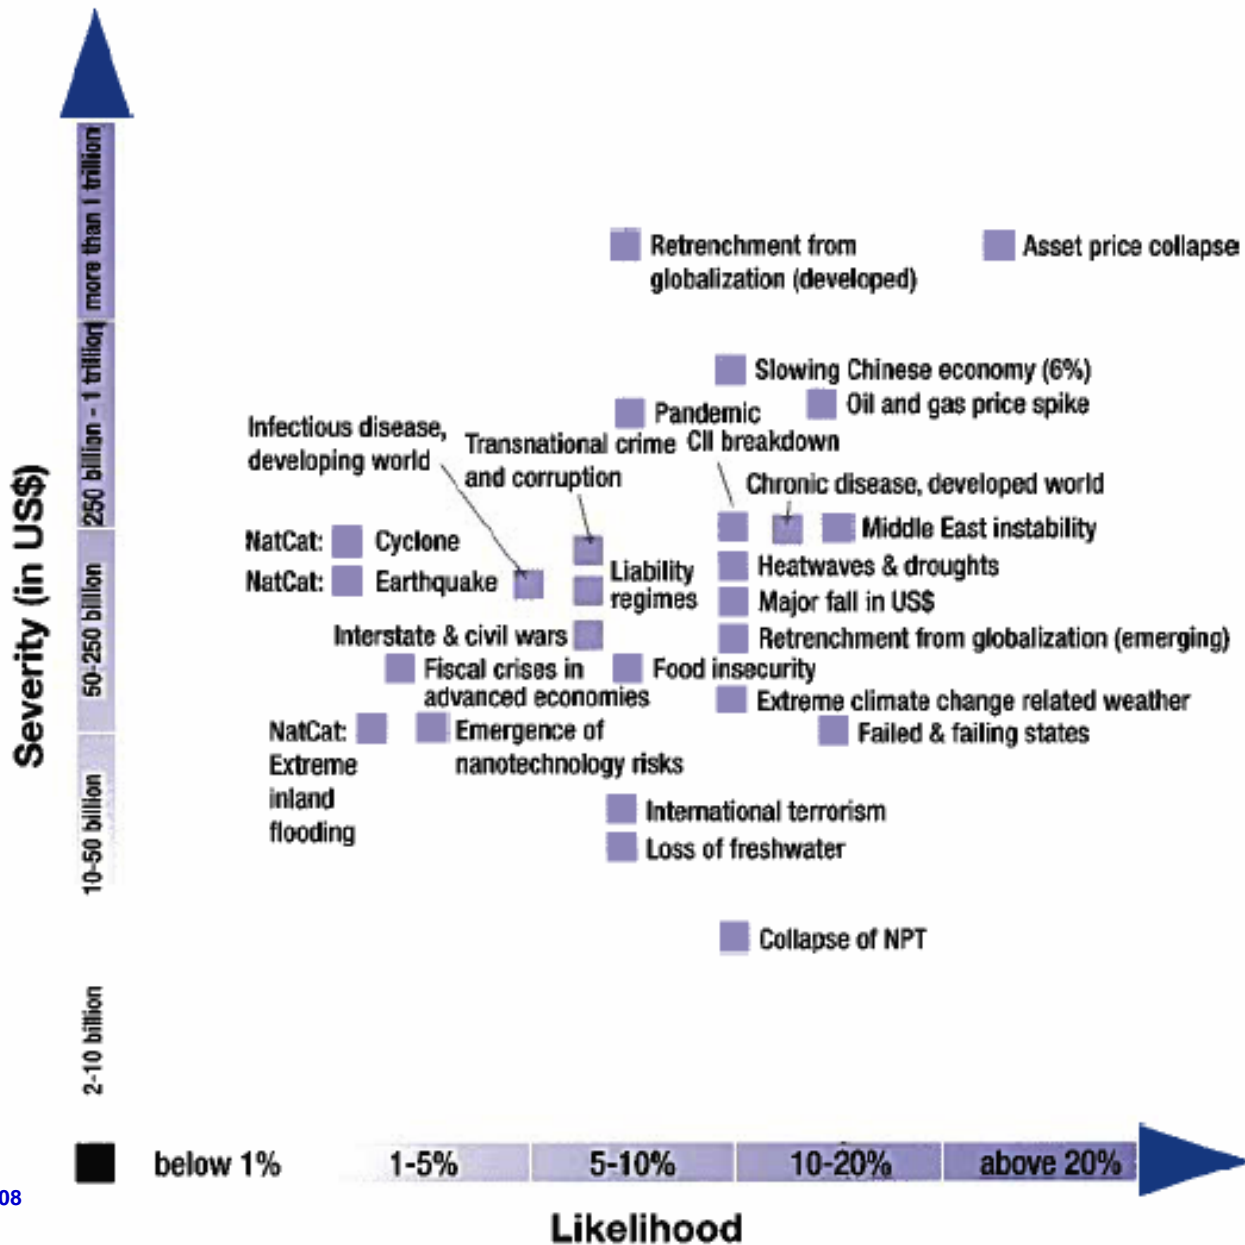 more than 1 trillion
250 billion - 1 trillion
50-250 billion
10-50 billion
2-10 billion
Severity (in US$)
Retrenchment from
globalization (developed)
Asset price collapse
Slowing Chinese economy (6%)
Oil and gas price spike
Pandemic
Infectious disease,
developing world
Transnational crime
and corruption
CII breakdown
Chronic disease, developed world
Middle East instability
NatCat: Cyclone
NatCat: Earthquake
Liability
regimes
Heatwaves & droughts
Major fall in US$
Interstate & civil wars
Retrenchment from globalization (emerging)
Fiscal crises in
advanced economies
Food insecurity
Extreme climate change related weather
NatCat:
Extreme
inland
flooding
Emergence of
nanotechnology risks
Failed & failing states
International terrorism
Loss of freshwater
Collapse of NPT
below 1%
1-5%
5-10%
10-20%
above 20%
08
Likelihood